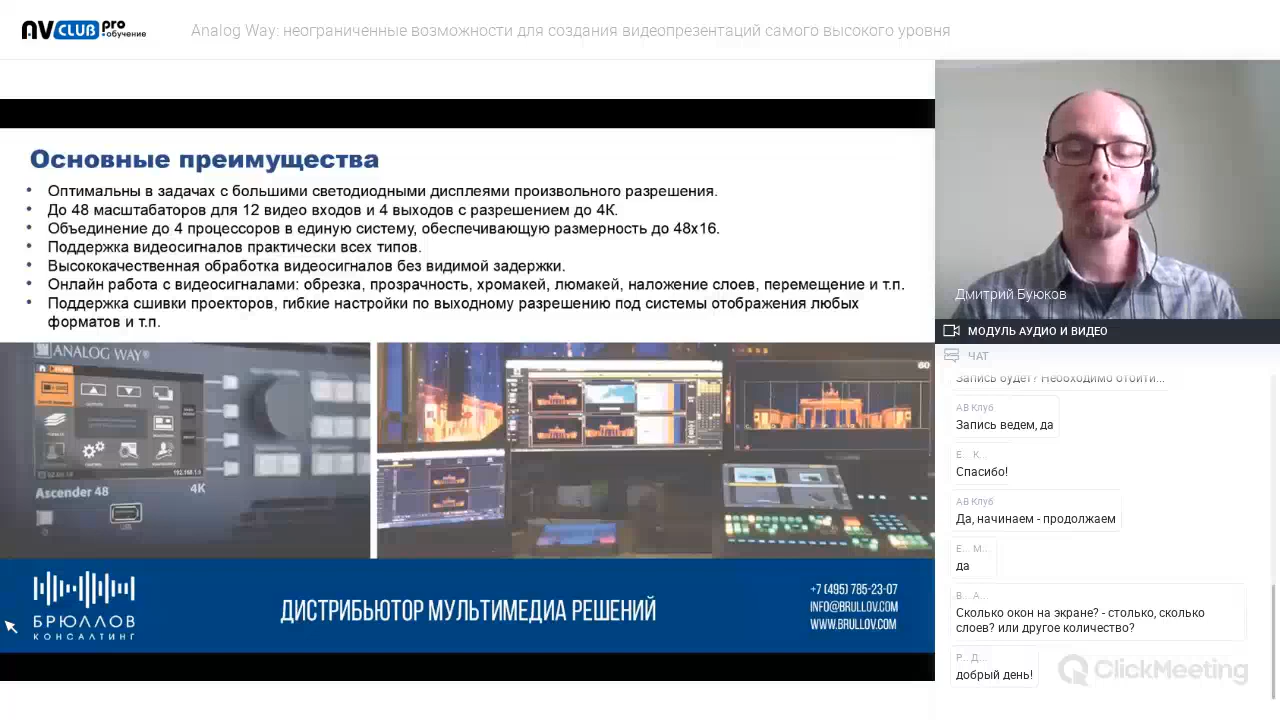 AVCLUB pro
•обучение
Analog Way: неограниченные возможности для создания видеопрезентаций самого высокого уровня
Основные преимущества
• Оптимальны в задачах с большими светодиодными дисплеями произвольного разрешения.
• До 48 масштабаторов для 12 видео входов и 4 выходов с разрешением до 4К.
• Объединение до 4 процессоров в единую систему, обеспечивающую размерность до 48х16.
• Поддержка видеосигналов практически всех типов.
• Высококачественная обработка видеосигналов без видимой задержки.
• Онлайн работа с видеосигналами: обрезка, прозрачность, хромакей, люмакей, наложение слоев, перемещение и т.п.
• Поддержка сшивки проекторов, гибкие настройки по выходному разрешению под системы отображения любых
форматов и т.п.
ANALOG WAY®
Ascender 48
4K
60
БРЮЛЛОВ
КОНСАЛТИНГ
ДИСТРИБЬЮТОР МУЛЬТИМЕДИА РЕШЕНИЙ
+7 (495) 785-23-07
INFO@BRULLOV.COM
WWW.BRULLOV.COM
Дмитрий Буюков
МОДУЛЬ АУДИО И ВИДЕО
ЧАТ
Запись будет? Необходимо отойти...
АВ Клуб
Запись ведем, да
Е... К...
Спасибо!
АВ Клуб
Да, начинаем - продолжаем
Е... М...
да
В... А...
Сколько окон на экране? - столько, сколько
слоев? или другое количество?
Р... Д...
добрый день!
ClickMeeting